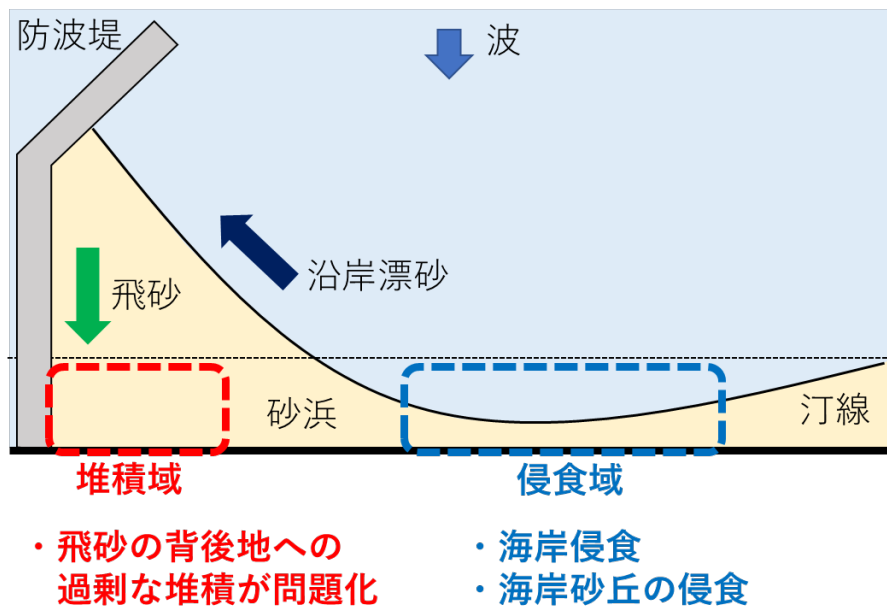 防波堤
波
沿岸漂砂
飛砂
砂浜
汀線
堆積域
侵食域
・飛砂の背後地への
過剰な堆積が問題化
・海岸侵食
・海岸砂丘の侵食